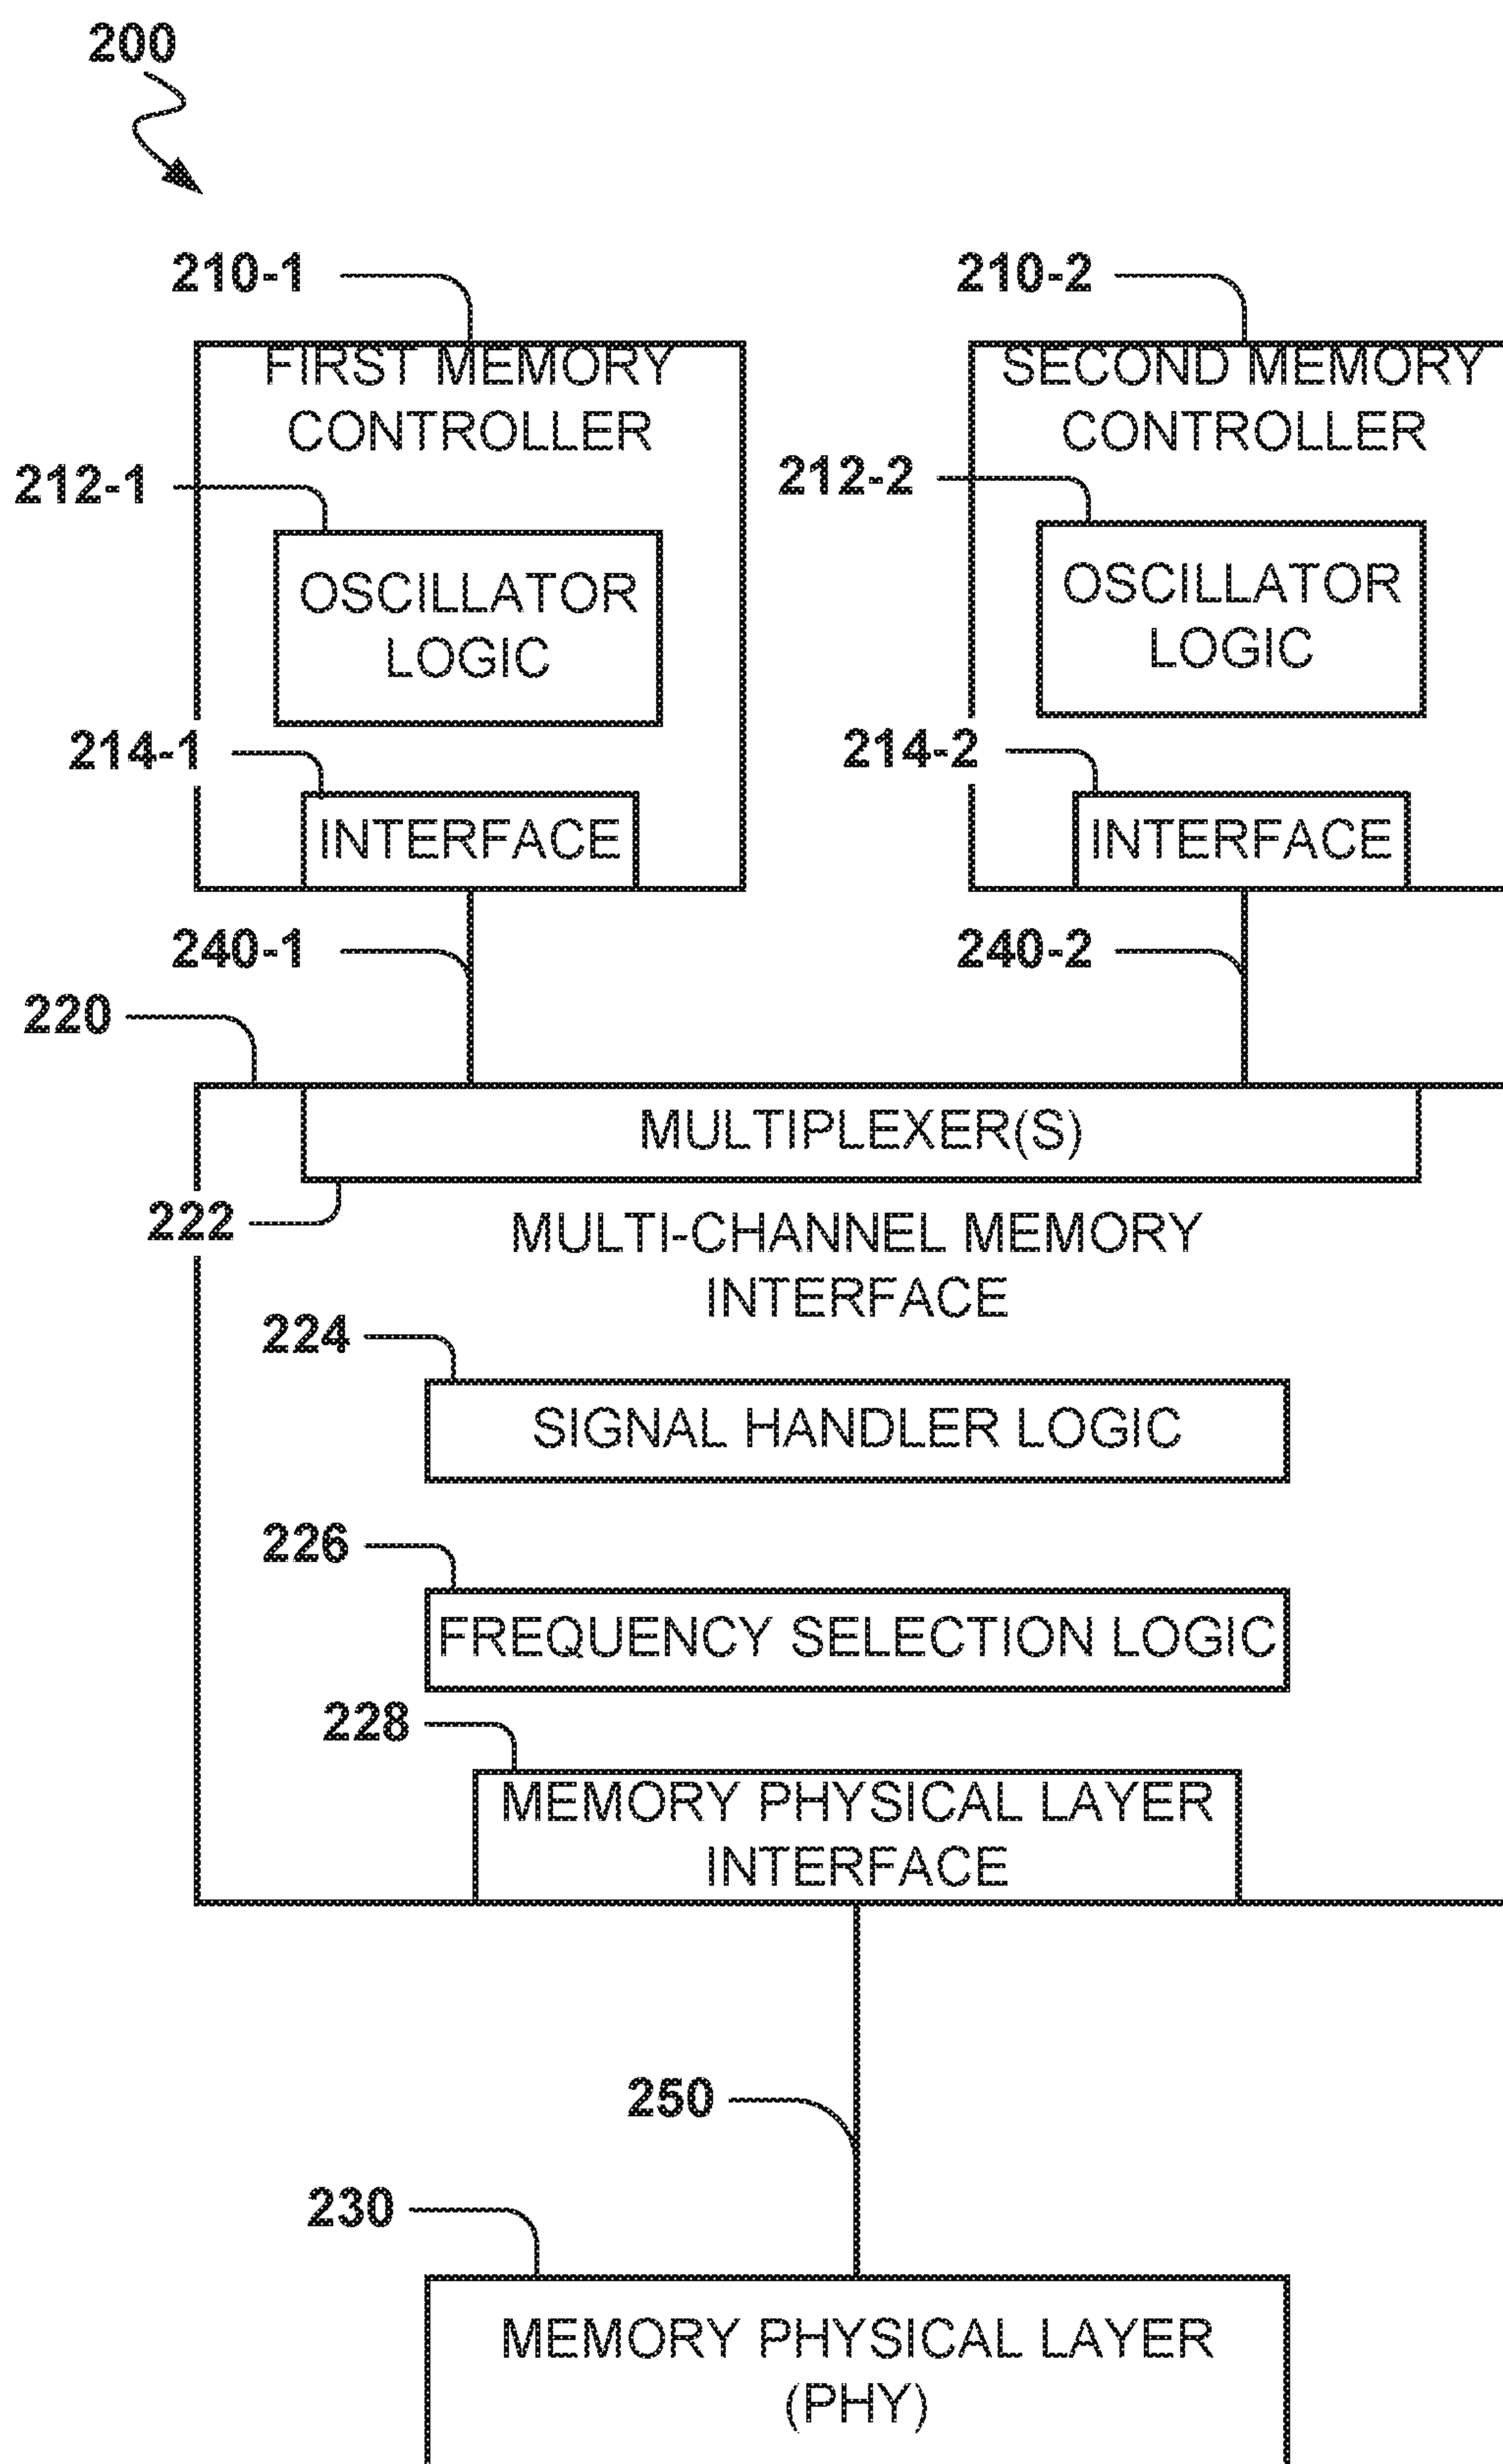 200
210-1
210-2
FIRST MEMORY
CONTROLLER
SECOND MEMORY
CONTROLLER
212-1
212-2
OSCILLATOR
LOGIC
OSCILLATOR
LOGIC
214-1
214-2
INTERFACE
INTERFACE
240-1
240-2
220
MULTIPLEXER(S)
222
MULTI-CHANNEL MEMORY
INTERFACE
224
SIGNAL HANDLER LOGIC
226
FREQUENCY SELECTION LOGIC
228
MEMORY PHYSICAL LAYER
INTERFACE
250
230
MEMORY PHYSICAL LAYER
(PHY)